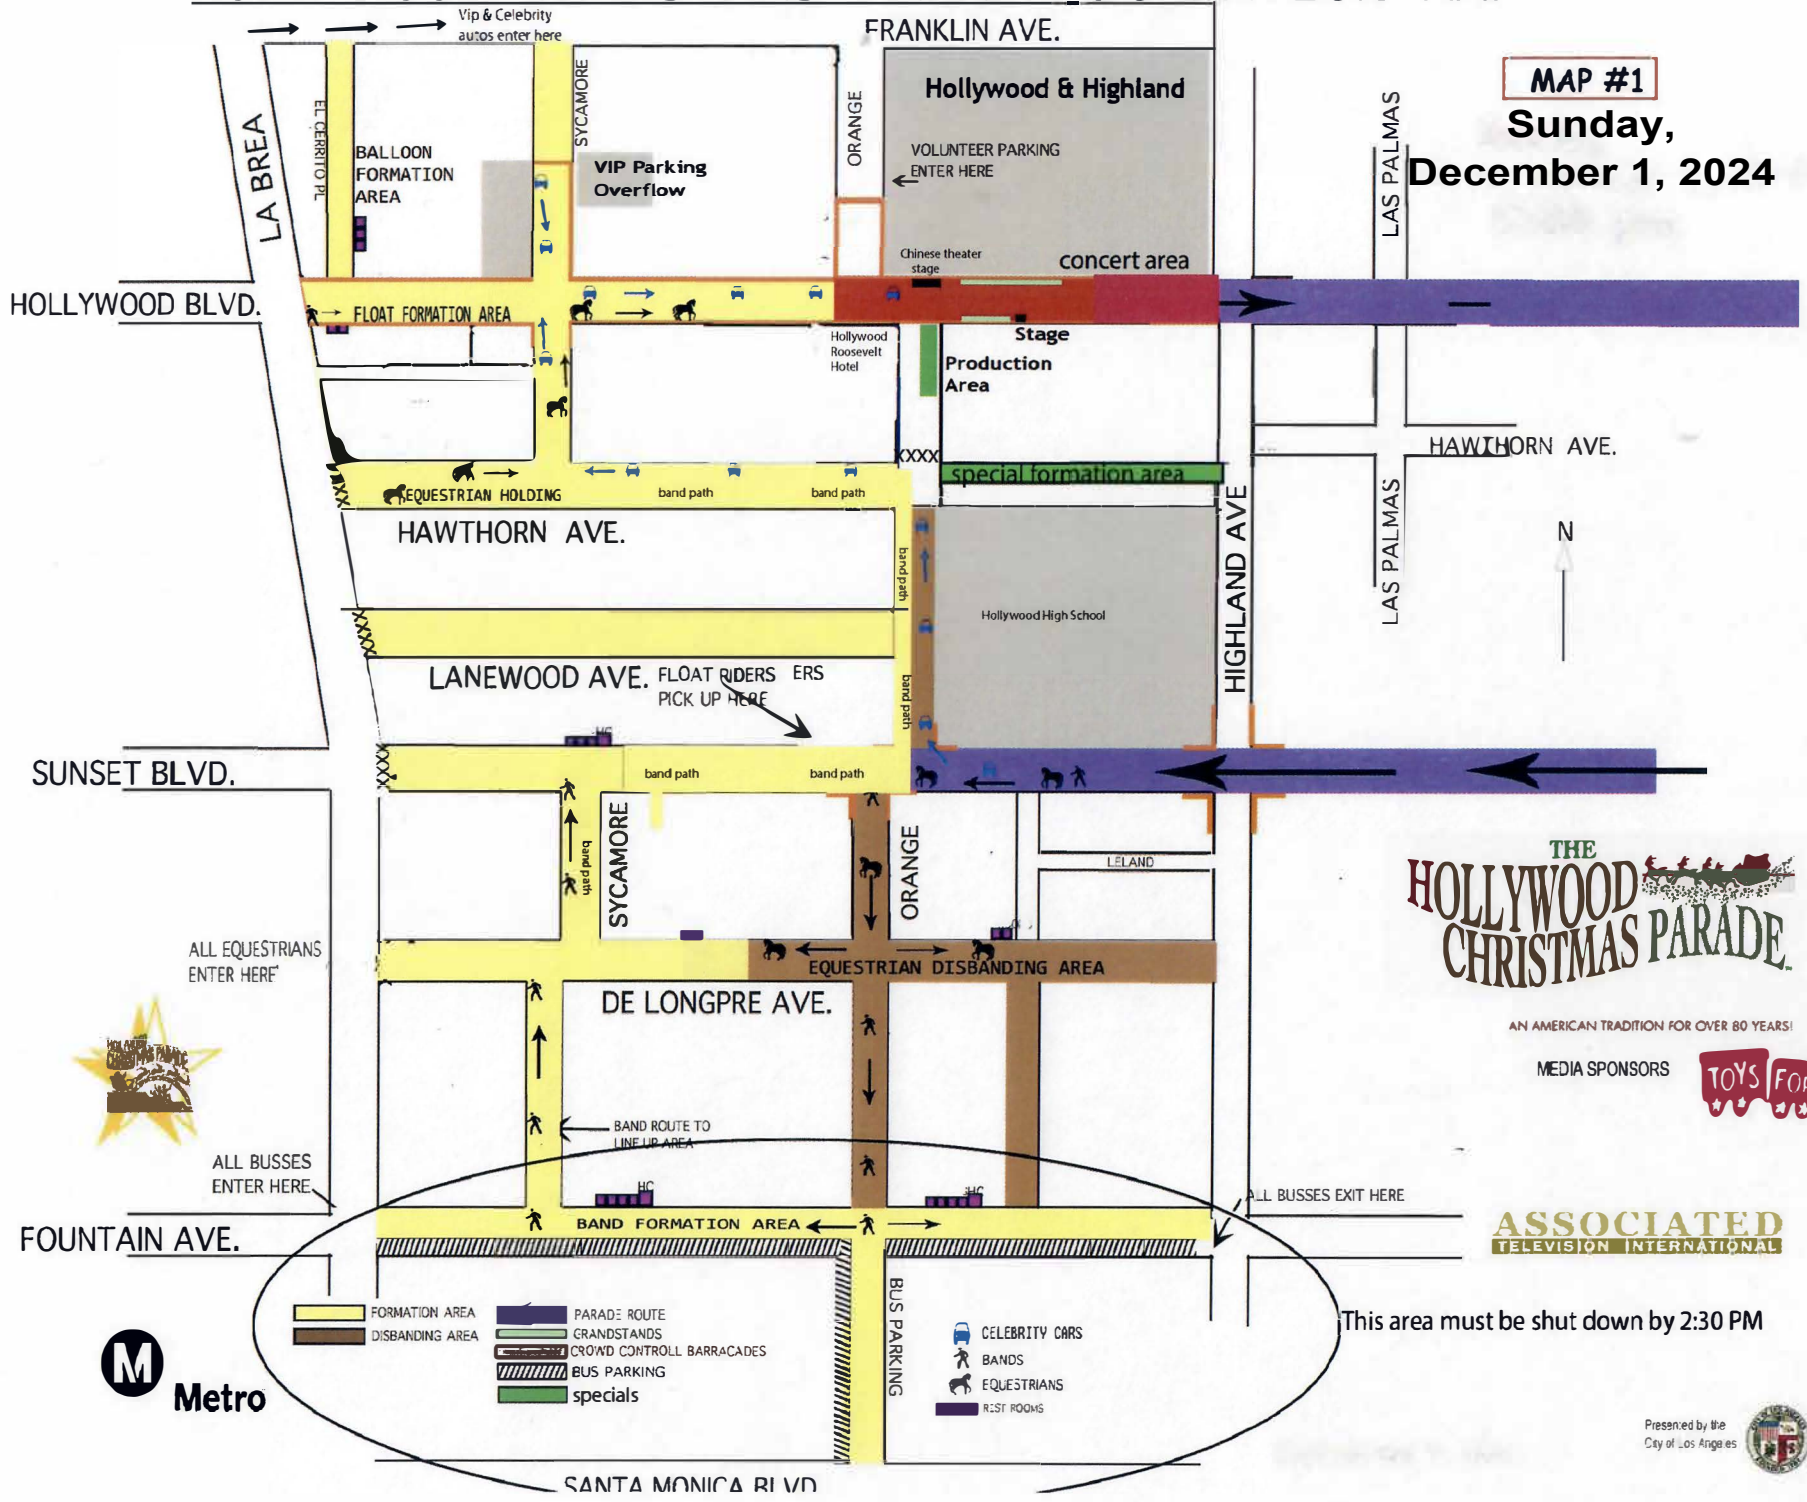 Vip & Celebrity
autos enter here
FRANKLIN AVE.
MAP #1
Sunday,
December 1, 2024
Hollywood & Highland
LA BREA
EL CERRITO PL
SYCAMORE
ORANGE
LAS PALMAS
BALLOON
FORMATION
AREA
VIP Parking
Overflow
VOLUNTEER PARKING
ENTER HERE
Chinese theater
stage
concert area
HOLLYWOOD BLVD.
FLOAT FORMATION AREA
Stage
Hollywood
Roosevelt
Hotel
Production
Area
XXXX
special formation area
HAWTHORN AVE.
EQUESTRIAN HOLDING
band path
band path
HAWTHORN AVE.
HIGHLAND AVE
LAS PALMAS
N
band path
Hollywood High School
LANEWOOD AVE.
FLOAT RIDERS ERS
PICK UP HERE
band path
HC
SUNSET BLVD.
band path
band path
SYCAMORE
band path
ORANGE
LELAND
THE
HOLLYWOOD
CHRISTMAS PARADE
AN AMERICAN TRADITION FOR OVER 80 YEARS!
MEDIA SPONSORS
TOYS FOR
ALL EQUESTRIANS
ENTER HERE
EQUESTRIAN DISBANDING AREA
DE LONGPRE AVE.
BAND ROUTE TO
LINE UP AREA
ALL BUSSES
ENTER HERE
HC
HC
ALL BUSSES EXIT HERE
FOUNTAIN AVE.
BAND FORMATION AREA
ASSOCIATED
TELEVISION INTERNATIONAL
BUS PARKING
FORMATION AREA
DISBANDING AREA
PARADE ROUTE
GRANDSTANDS
CROWD CONTROLL BARRACADES
BUS PARKING
specials
CELEBRITY CARS
BANDS
EQUESTRIANS
REST ROOMS
This area must be shut down by 2:30 PM
M
Metro
Presented by the
City of Los Angeles
SANTA MONICA BLVD